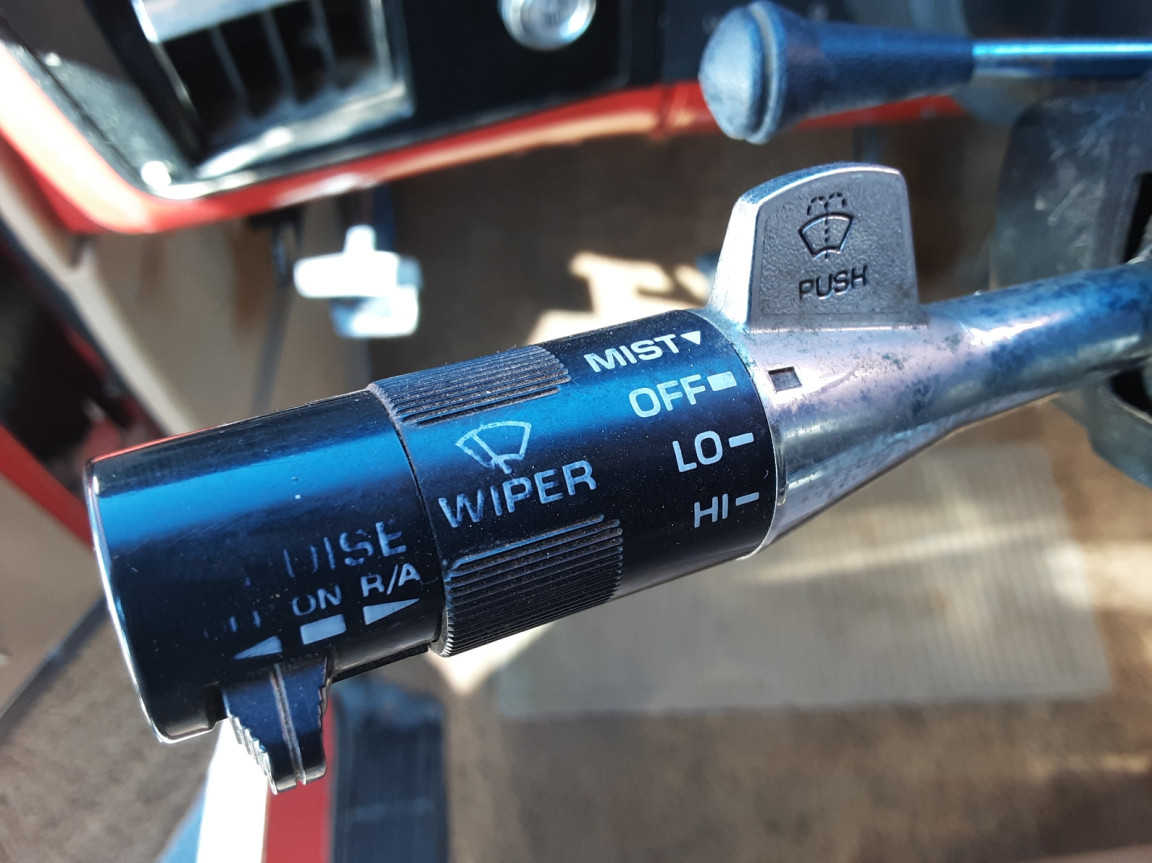 PUSH
MIST
OFF
LO
HI
WIPER
ON R/A